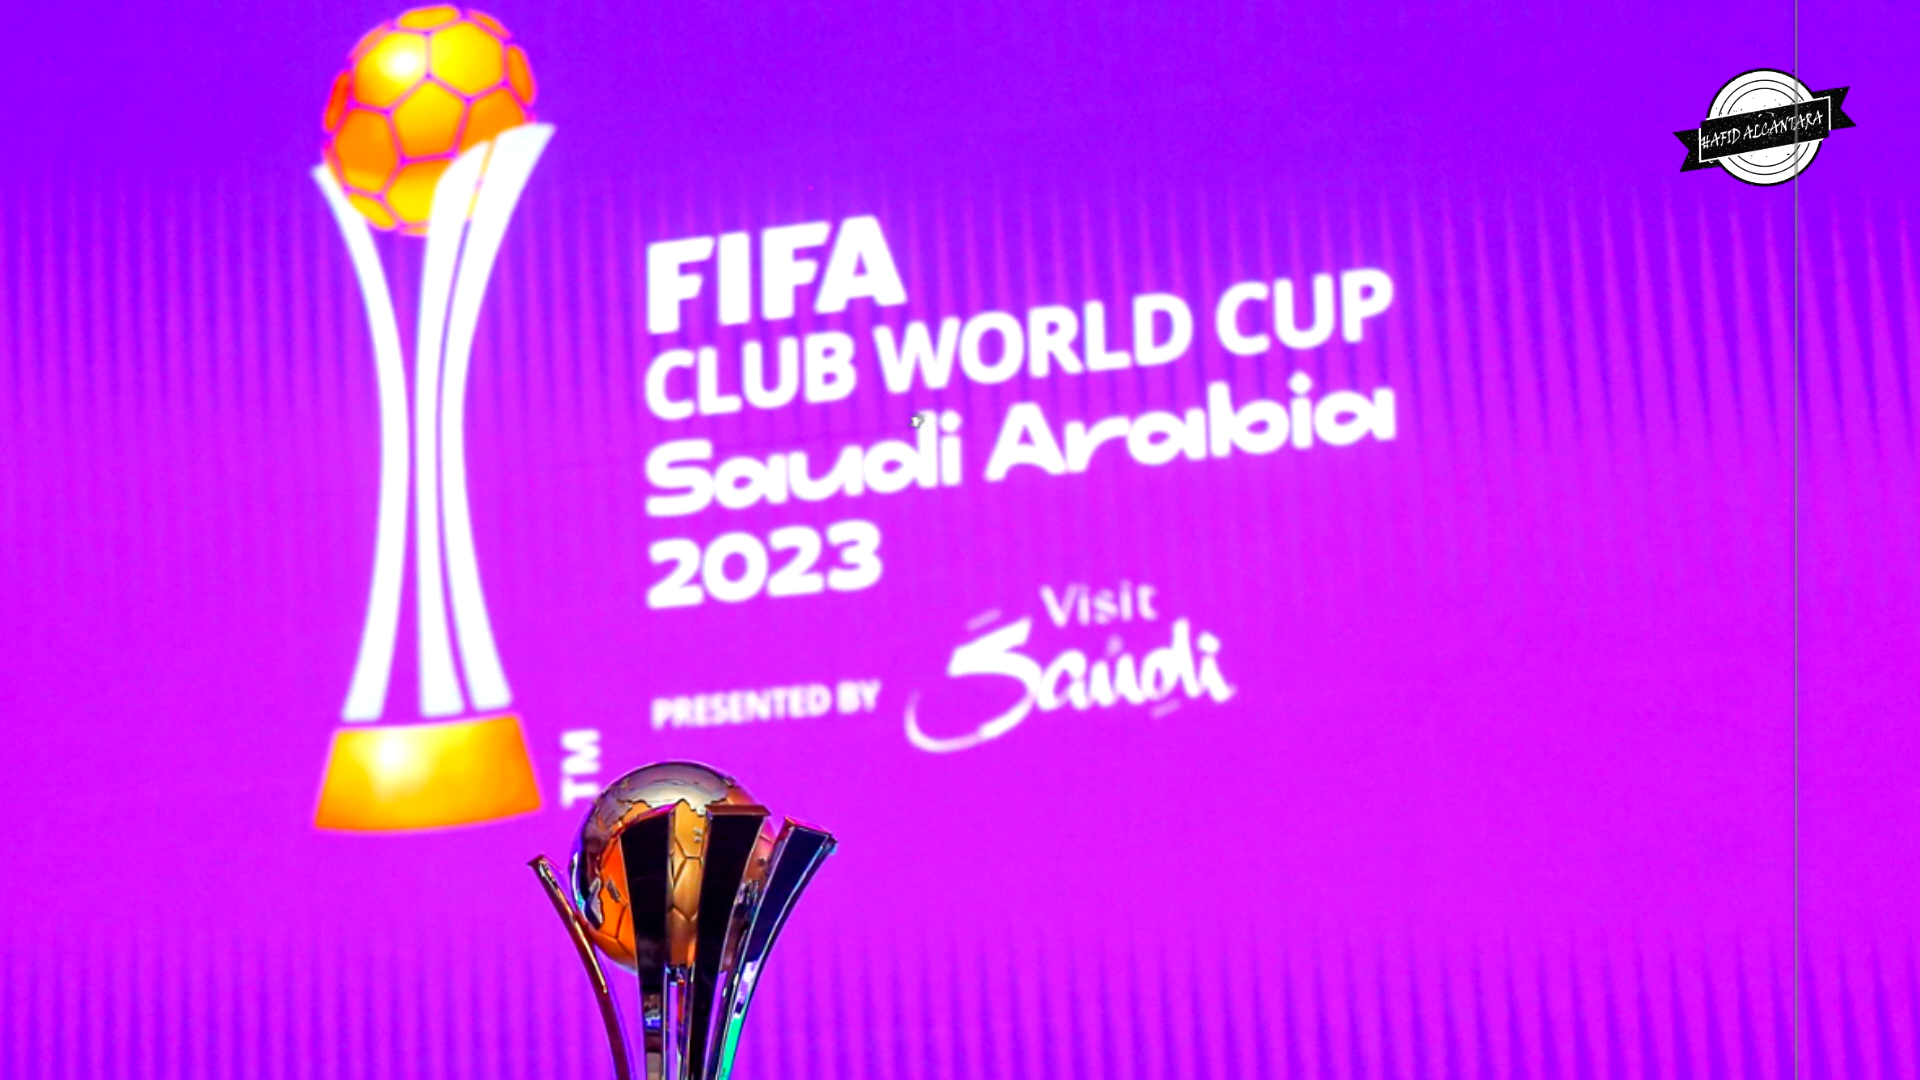 #AFID ALCANTARA
FIFA
CLUB WORLD CUP
Saudi Arabia
2023
Visit
PRESENTED BY Saudi
TM